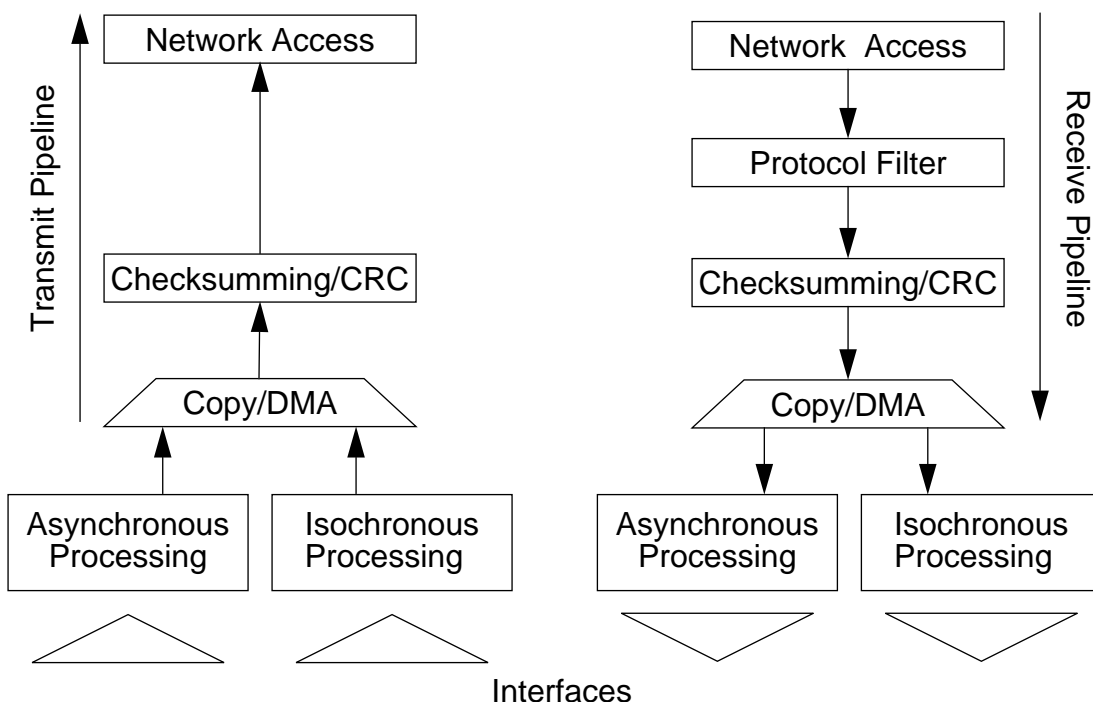 Transmit Pipeline
Network Access
Checksumming/CRC
Copy/DMA
Asynchronous
Processing
Isochronous
Processing
Network Access
Protocol Filter
Checksumming/CRC
Copy/DMA
Asynchronous
Processing
Isochronous
Processing
Receive Pipeline
Interfaces